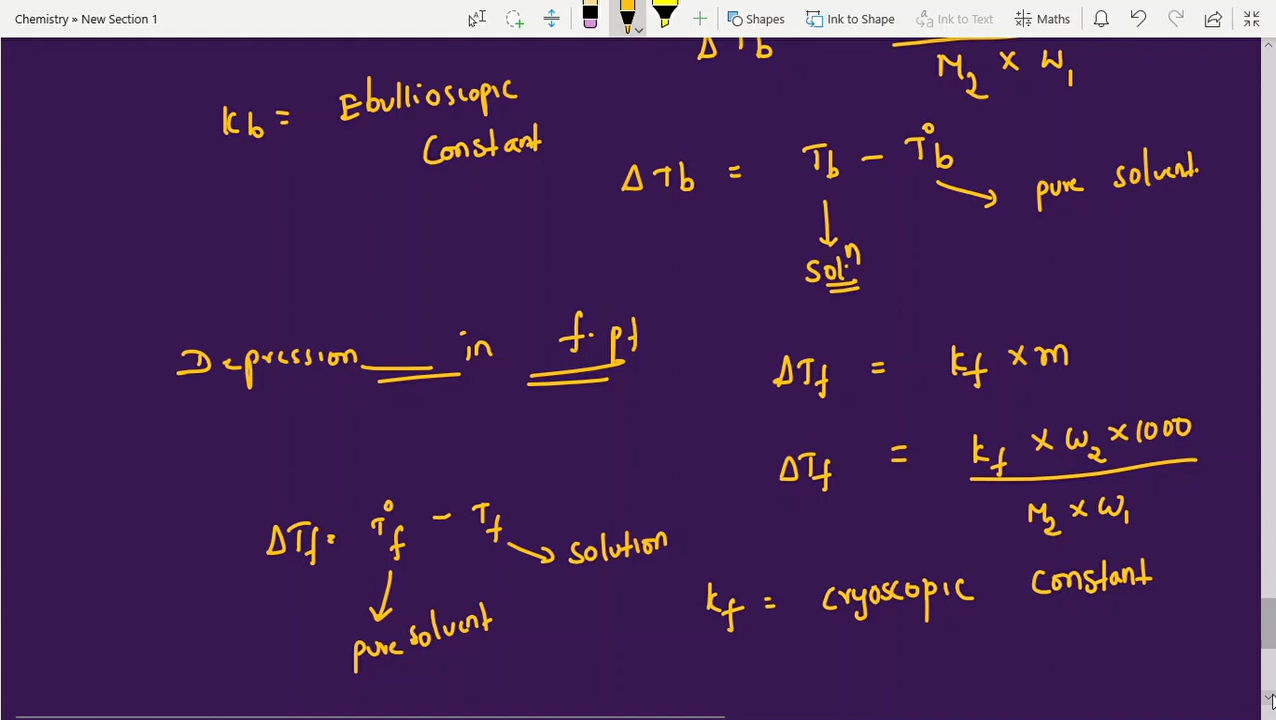 Chemistry » New Section 1
Shapes
Ink to Shape
Ink to Text
Maths
ΔTb
M2 × W1
Kb = Ebullioscopic
Constant
ΔTb = Tb - T°b
pure solvent.
Sol.n
Depression in f.pt
ΔTf = kf × m
ΔTf = kf × W2 × 1000
M2 × W1
ΔTf = T°f - Tf
solution
pure solvent
kf = cryoscopic constant